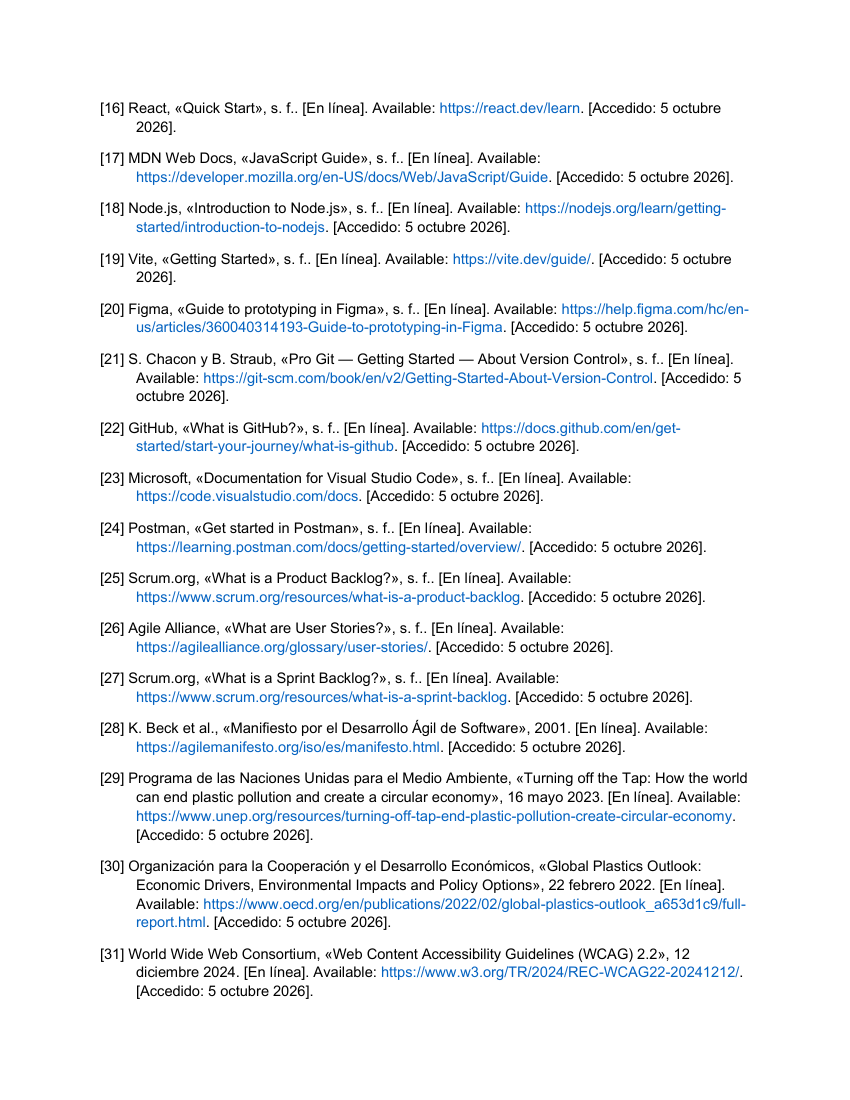 [16] React, «Quick Start», s. f.. [En línea]. Available: https://react.dev/learn. [Accedido: 5 octubre
2026].
[17] MDN Web Docs, «JavaScript Guide», s. f.. [En línea]. Available:
https://developer.mozilla.org/en-US/docs/Web/JavaScript/Guide. [Accedido: 5 octubre 2026].
[18] Node.js, «Introduction to Node.js», s. f.. [En línea]. Available: https://nodejs.org/learn/getting-
started/introduction-to-nodejs. [Accedido: 5 octubre 2026].
[19] Vite, «Getting Started», s. f.. [En línea]. Available: https://vite.dev/guide/. [Accedido: 5 octubre
2026].
[20] Figma, «Guide to prototyping in Figma», s. f.. [En línea]. Available: https://help.figma.com/hc/en-
us/articles/360040314193-Guide-to-prototyping-in-Figma. [Accedido: 5 octubre 2026].
[21] S. Chacon y B. Straub, «Pro Git — Getting Started — About Version Control», s. f.. [En línea].
Available: https://git-scm.com/book/en/v2/Getting-Started-About-Version-Control. [Accedido: 5
octubre 2026].
[22] GitHub, «What is GitHub?», s. f.. [En línea]. Available: https://docs.github.com/en/get-
started/start-your-journey/what-is-github. [Accedido: 5 octubre 2026].
[23] Microsoft, «Documentation for Visual Studio Code», s. f.. [En línea]. Available:
https://code.visualstudio.com/docs. [Accedido: 5 octubre 2026].
[24] Postman, «Get started in Postman», s. f.. [En línea]. Available:
https://learning.postman.com/docs/getting-started/overview/. [Accedido: 5 octubre 2026].
[25] Scrum.org, «What is a Product Backlog?», s. f.. [En línea]. Available:
https://www.scrum.org/resources/what-is-a-product-backlog. [Accedido: 5 octubre 2026].
[26] Agile Alliance, «What are User Stories?», s. f.. [En línea]. Available:
https://agilealliance.org/glossary/user-stories/. [Accedido: 5 octubre 2026].
[27] Scrum.org, «What is a Sprint Backlog?», s. f.. [En línea]. Available:
https://www.scrum.org/resources/what-is-a-sprint-backlog. [Accedido: 5 octubre 2026].
[28] K. Beck et al., «Manifiesto por el Desarrollo Ágil de Software», 2001. [En línea]. Available:
https://agilemanifesto.org/iso/es/manifesto.html. [Accedido: 5 octubre 2026].
[29] Programa de las Naciones Unidas para el Medio Ambiente, «Turning off the Tap: How the world
can end plastic pollution and create a circular economy», 16 mayo 2023. [En línea]. Available:
https://www.unep.org/resources/turning-off-tap-end-plastic-pollution-create-circular-economy.
[Accedido: 5 octubre 2026].
[30] Organización para la Cooperación y el Desarrollo Económicos, «Global Plastics Outlook:
Economic Drivers, Environmental Impacts and Policy Options», 22 febrero 2022. [En línea].
Available: https://www.oecd.org/en/publications/2022/02/global-plastics-outlook_a653d1c9/full-
report.html. [Accedido: 5 octubre 2026].
[31] World Wide Web Consortium, «Web Content Accessibility Guidelines (WCAG) 2.2», 12
diciembre 2024. [En línea]. Available: https://www.w3.org/TR/2024/REC-WCAG22-20241212/.
[Accedido: 5 octubre 2026].